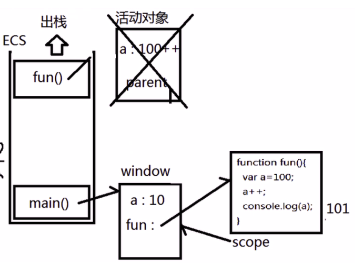 出栈
活动对象
ECS
fun()
a : 100++
parent
window
main()
a : 10
fun :
function fun(){
var a=100;
a++;
console.log(a);
}
101
scope